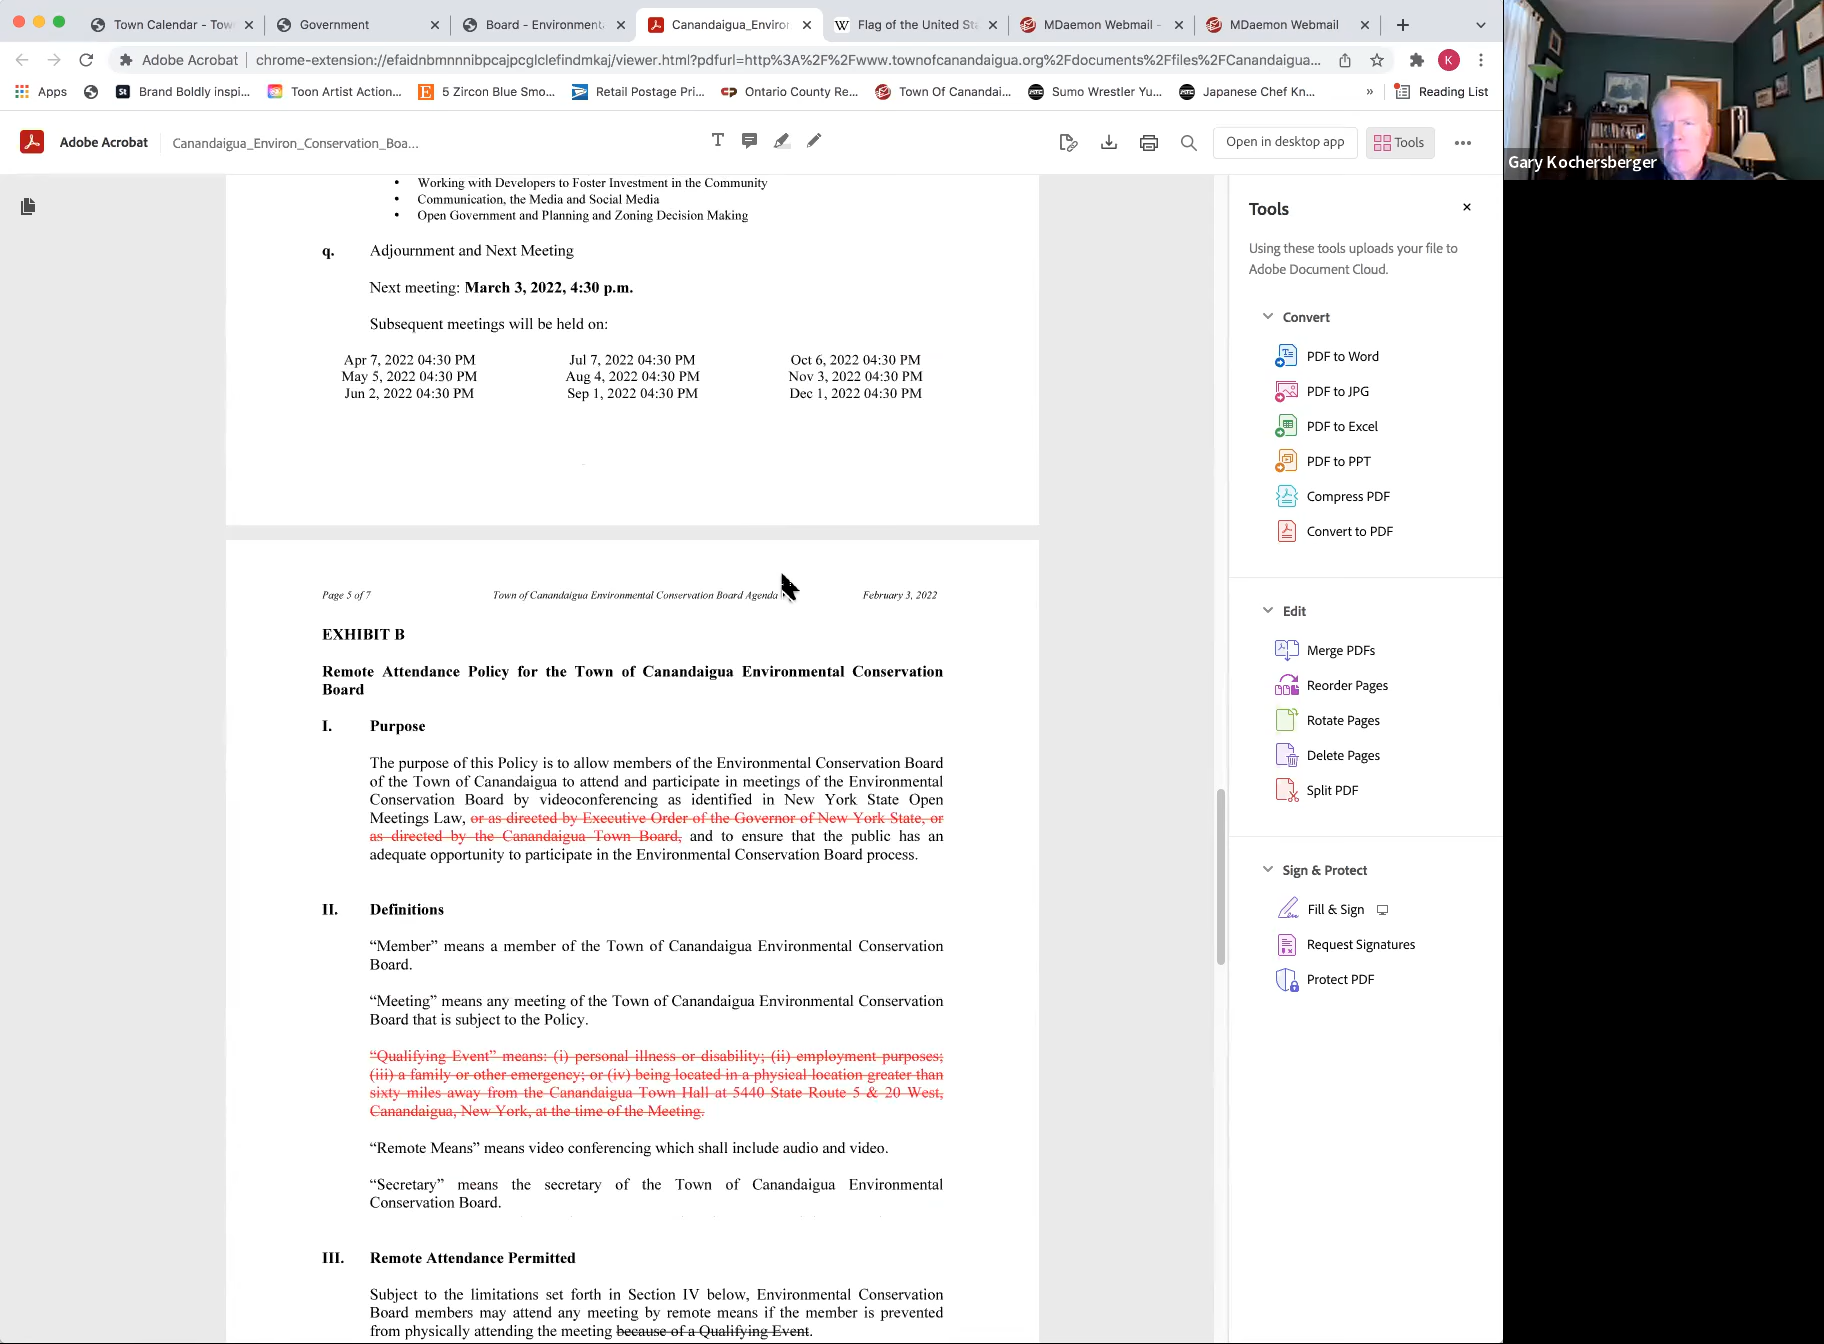 Town Calendar - Tow
Government
Board - Environment
Canandaigua_Enviror
Flag of the United Sta
MDaemon Webmail -
MDaemon Webmail
Adobe Acrobat
chrome-extension://efaidnbmnnnibpcajpcglclefindmkaj/viewer.html?pdfurl=http%3A%2F%2Fwww.townofcanandaigua.org%2Fdocuments%2Ffiles%2FCanandaigua...
K
Apps
Brand Boldly inspi...
Toon Artist Action...
5 Zircon Blue Smo...
Retail Postage Pri...
Ontario County Re...
Town Of Canandai...
Sumo Wrestler Yu...
Japanese Chef Kn...
»
Reading List
Adobe Acrobat
Canandaigua_Environ_Conservation_Boa...
Open in desktop app
Tools
Gary Kochersberger
• Working with Developers to Foster Investment in the Community
• Communication, the Media and Social Media
• Open Government and Planning and Zoning Decision Making
q. Adjournment and Next Meeting
Next meeting: March 3, 2022, 4:30 p.m.
Subsequent meetings will be held on:
Apr 7, 2022 04:30 PM Jul 7, 2022 04:30 PM Oct 6, 2022 04:30 PM
May 5, 2022 04:30 PM Aug 4, 2022 04:30 PM Nov 3, 2022 04:30 PM
Jun 2, 2022 04:30 PM Sep 1, 2022 04:30 PM Dec 1, 2022 04:30 PM
Page 5 of 7 Town of Canandaigua Environmental Conservation Board Agenda February 3, 2022
EXHIBIT B
Remote Attendance Policy for the Town of Canandaigua Environmental Conservation
Board
I. Purpose
The purpose of this Policy is to allow members of the Environmental Conservation Board
of the Town of Canandaigua to attend and participate in meetings of the Environmental
Conservation Board by videoconferencing as identified in New York State Open
Meetings Law, or as directed by Executive Order of the Governor of New York State, or
as directed by the Canandaigua Town Board, and to ensure that the public has an
adequate opportunity to participate in the Environmental Conservation Board process.
II. Definitions
“Member” means a member of the Town of Canandaigua Environmental Conservation
Board.
“Meeting” means any meeting of the Town of Canandaigua Environmental Conservation
Board that is subject to the Policy.
“Qualifying Event” means: (i) personal illness or disability; (ii) employment purposes;
(iii) a family or other emergency; or (iv) being located in a physical location greater than
sixty miles away from the Canandaigua Town Hall at 5440 State Route 5 & 20 West,
Canandaigua, New York, at the time of the Meeting.
“Remote Means” means video conferencing which shall include audio and video.
“Secretary” means the secretary of the Town of Canandaigua Environmental
Conservation Board.
III. Remote Attendance Permitted
Subject to the limitations set forth in Section IV below, Environmental Conservation
Board members may attend any meeting by remote means if the member is prevented
from physically attending the meeting because of a Qualifying Event.
Tools
Using these tools uploads your file to
Adobe Document Cloud.
Convert
PDF to Word
PDF to JPG
PDF to Excel
PDF to PPT
Compress PDF
Convert to PDF
Edit
Merge PDFs
Reorder Pages
Rotate Pages
Delete Pages
Split PDF
Sign & Protect
Fill & Sign
Request Signatures
Protect PDF